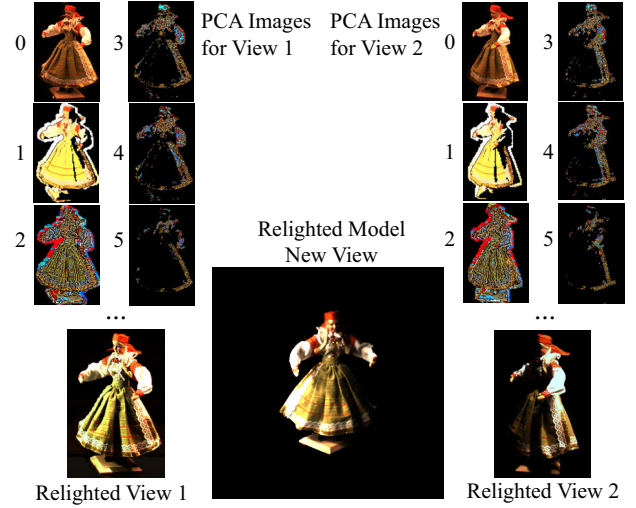 PCA Images
for View 1
0
3
1
4
2
5
...
Relighted View 1
PCA Images
for View 2
0
3
1
4
2
5
...
Relighted View 2
Relighted Model
New View